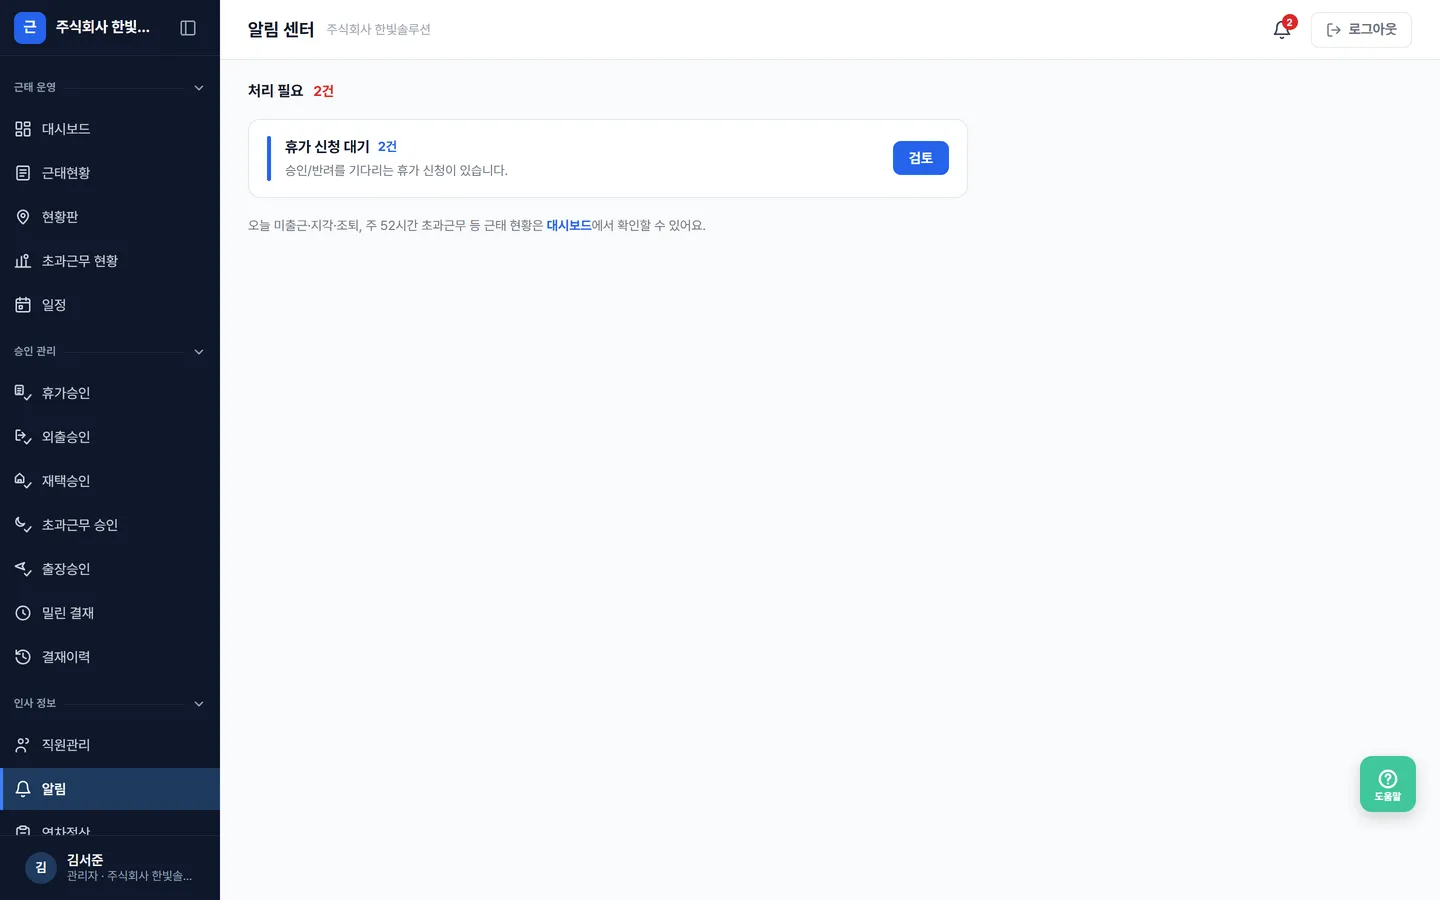 근
주식회사 한빛...
근태 운영
대시보드
근태현황
현황판
초과근무 현황
일정
승인 관리
휴가승인
외출승인
재택승인
초과근무 승인
출장승인
밀린 결재
결재이력
인사 정보
직원관리
알림
연차정산
김
김서준
관리자 · 주식회사 한빛솔...
알림 센터 주식회사 한빛솔루션
2
로그아웃
처리 필요 2건
휴가 신청 대기 2건
승인/반려를 기다리는 휴가 신청이 있습니다.
검토
오늘 미출근·지각·조퇴, 주 52시간 초과근무 등 근태 현황은 대시보드에서 확인할 수 있어요.
도움말